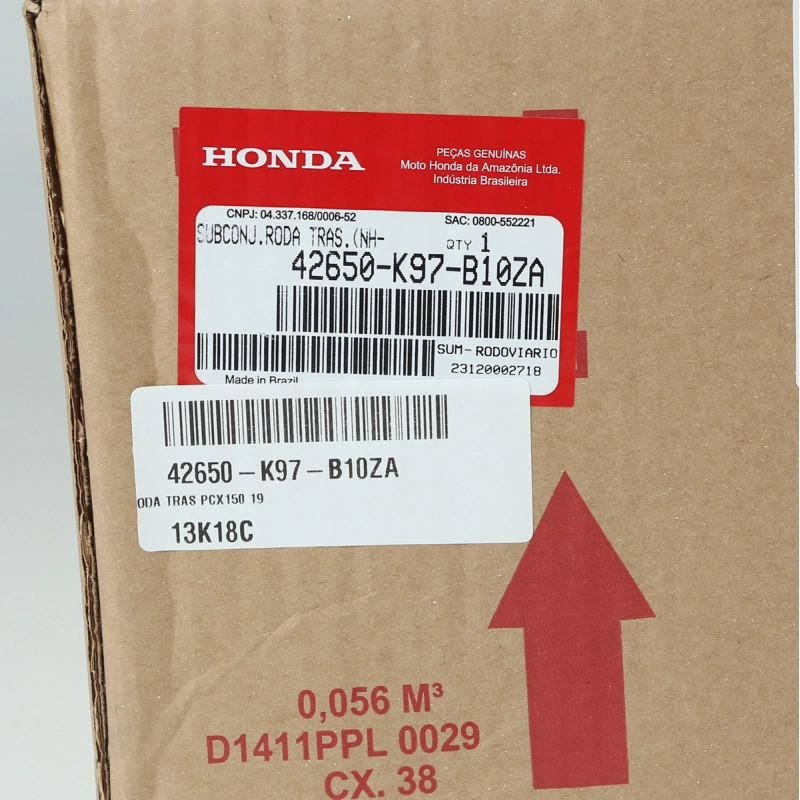 HONDA
PEÇAS GENUÍNAS
Moto Honda da Amazônia Ltda.
Indústria Brasileira
CNPJ: 04.337.168/0006-52
SAC: 0800-552221
SUBCONJ.RODA TRAS.(NH-
QTY 1
42650-K97-B10ZA
SUM- RODOVIARIO
23120002718
Made in Brazil
42650 - K97 - B10ZA
ODA TRAS PCX150 19
13K18C
0,056 M³
D1411PPL 0029
CX. 38